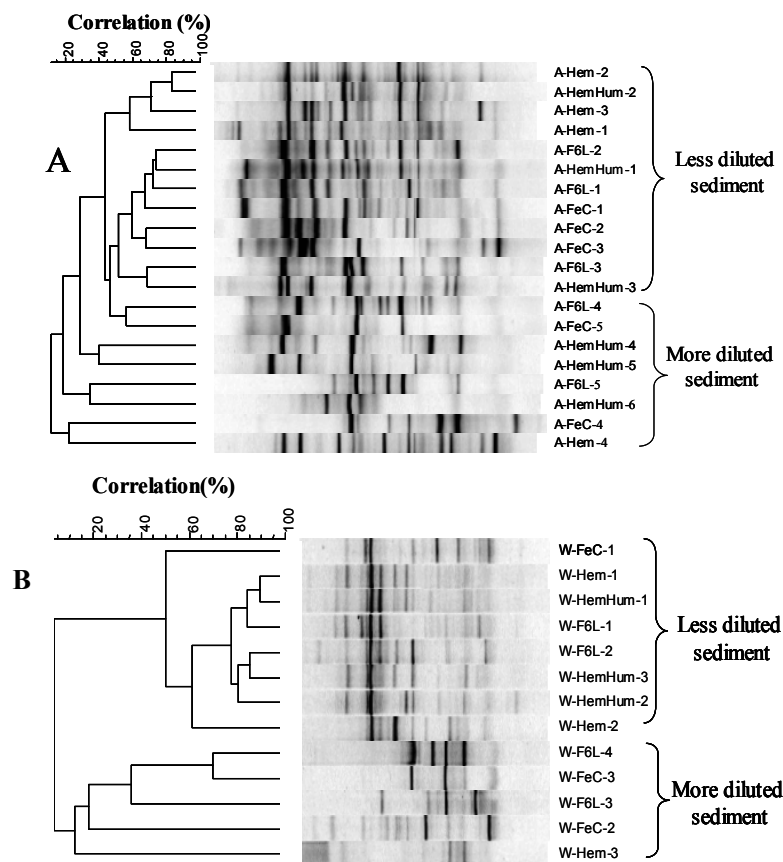 Correlation (%)
20
40
60
80
100
A
A-Hem-2
A-HemHum-2
A-Hem-3
A-Hem-1
A-F6L-2
A-HemHum-1
A-F6L-1
A-FeC-1
A-FeC-2
A-FeC-3
A-F6L-3
A-HemHum-3
A-F6L-4
A-FeC-5
A-HemHum-4
A-HemHum-5
A-F6L-5
A-HemHum-6
A-FeC-4
A-Hem-4
Less diluted
sediment
More diluted
sediment
Correlation(%)
20
40
60
80
100
B
W-FeC-1
W-Hem-1
W-HemHum-1
W-F6L-1
W-F6L-2
W-HemHum-3
W-HemHum-2
W-Hem-2
W-F6L-4
W-FeC-3
W-F6L-3
W-FeC-2
W-Hem-3
Less diluted
sediment
More diluted
sediment